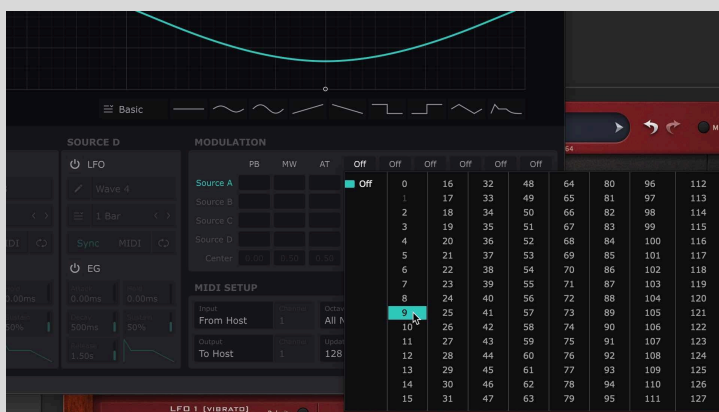 Basic
SOURCE D
MODULATION
64
LFO
PB MW AT Off Off Off Off Off Off
Wave 4
Source A
Off 0 16 32 48 64 80 96 112
1 17 33 49 65 81 97 113
Source B
1 Bar
2 18 34 50 66 82 98 114
Source C
3 19 35 51 67 83 99 115
MIDI Sync MIDI
Source D
4 20 36 52 68 84 100 116
Center 0.00 0.50 0.50
5 21 37 53 69 85 101 117
EG
6 22 38 54 70 86 102 118
MIDI SETUP
7 23 39 55 71 87 103 119
0.00ms 0.00ms 0.00ms
Input
8 24 40 56 72 88 104 120
From Host 1 All
9 25 41 57 73 89 105 121
50% 500ms 50%
10 26 42 58 74 90 106 122
Output
11 27 43 59 75 91 107 123
1.50s To Host 1 128
12 28 44 60 76 92 108 124
13 29 45 61 77 93 109 125
14 30 46 62 78 94 110 126
15 31 47 63 79 95 111 127
LFO 1 [VIBRATO]